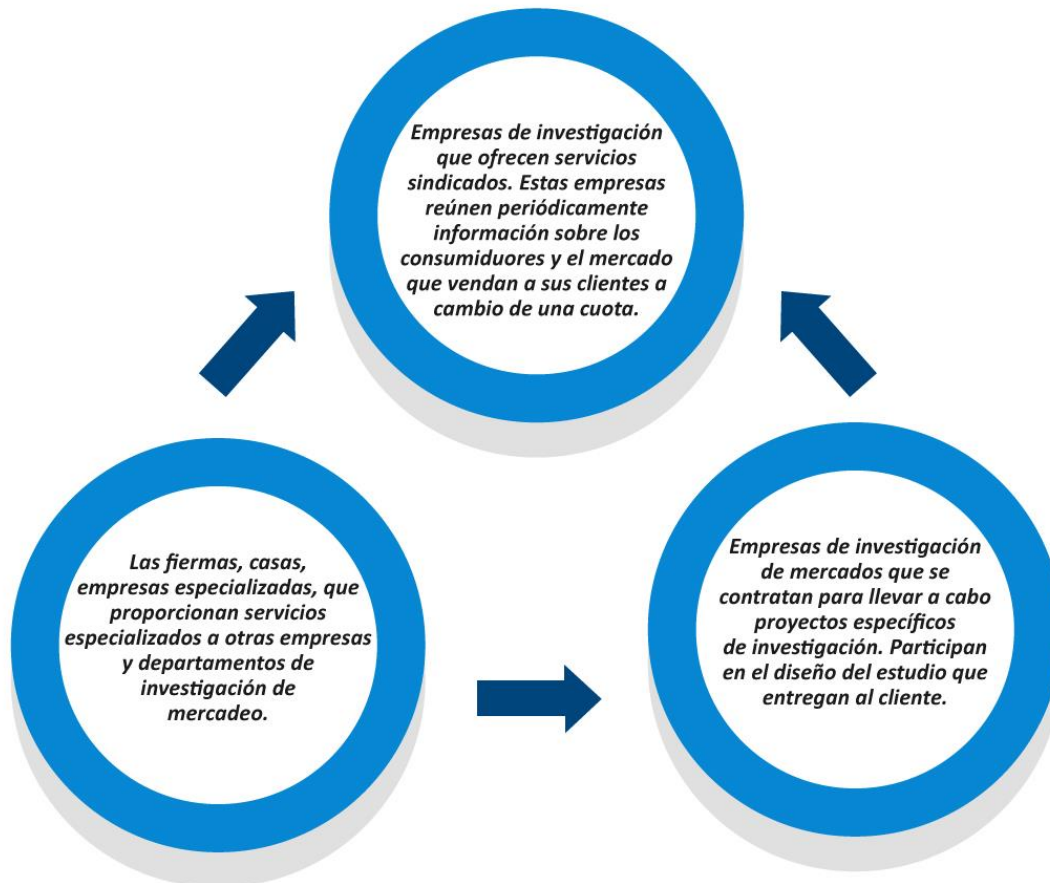 Empresas de investigación
que ofrecen servicios
sindicados. Estas empresas
reúnen periódicamente
información sobre los
consumiduores y el mercado
que vendan a sus clientes a
cambio de una cuota.
Las fiermas, casas,
empresas especializadas, que
proporcionan servicios
especializados a otras empresas
y departamentos de
investigación de
mercadeo.
Empresas de investigación
de mercados que se
contratan para llevar a cabo
proyectos específicos
de investigación. Participan
en el diseño del estudio que
entregan al cliente.